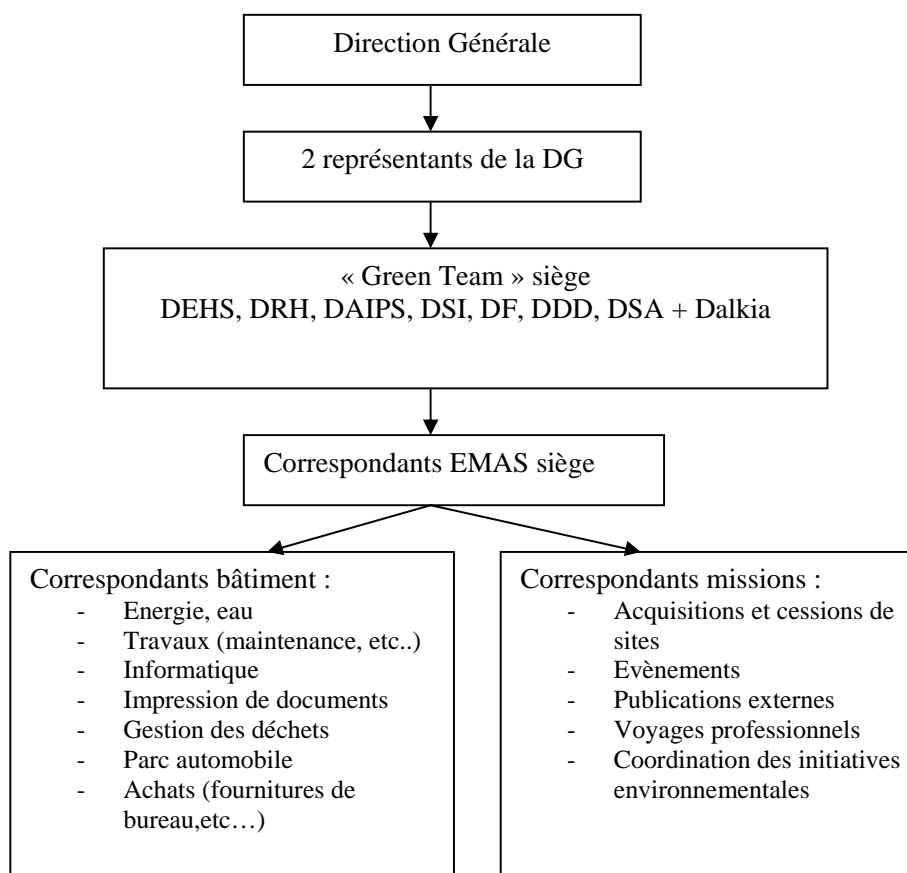 Direction Générale
2 représentants de la DG
« Green Team » siège
DEHS, DRH, DAIPS, DSI, DF, DDD, DSA + Dalkia
Correspondants EMAS siège
Correspondants bâtiment :
- Energie, eau
- Travaux (maintenance, etc..)
- Informatique
- Impression de documents
- Gestion des déchets
- Parc automobile
- Achats (fournitures de
bureau,etc…)
Correspondants missions :
- Acquisitions et cessions de
sites
- Evènements
- Publications externes
- Voyages professionnels
- Coordination des initiatives
environnementales